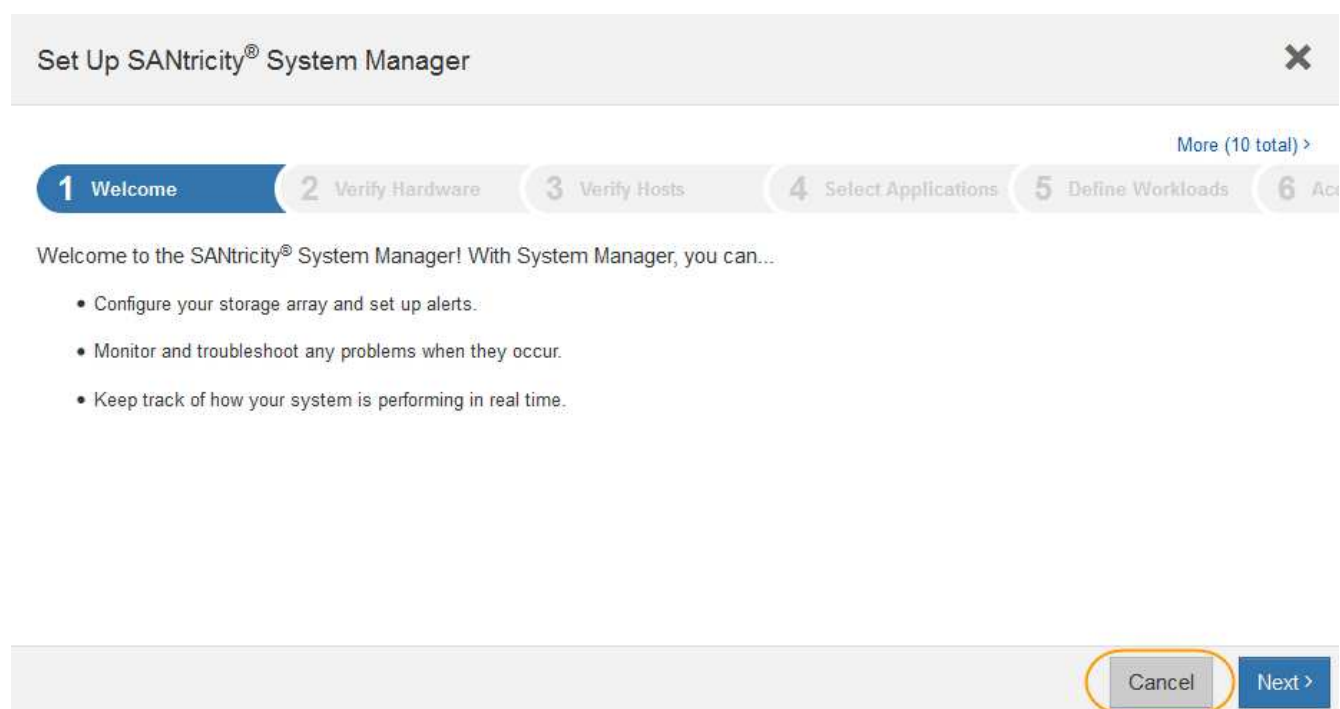 Set Up SANtricity® System Manager
More (10 total) >
1 Welcome 2 Verify Hardware 3 Verify Hosts 4 Select Applications 5 Define Workloads 6 Acc
Welcome to the SANtricity® System Manager! With System Manager, you can...
• Configure your storage array and set up alerts.
• Monitor and troubleshoot any problems when they occur.
• Keep track of how your system is performing in real time.
Cancel Next >